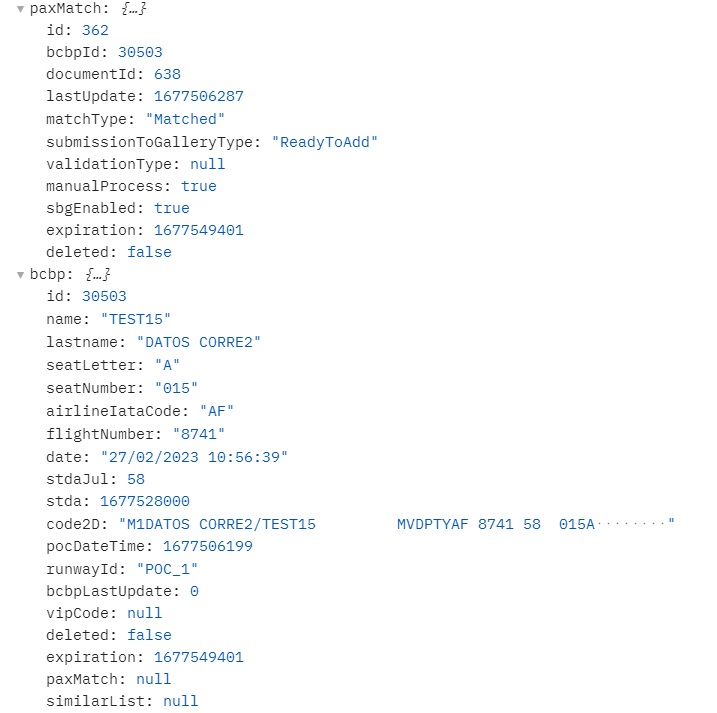 ▼ paxMatch: {…}
id: 362
bcbpId: 30503
documentId: 638
lastUpdate: 1677506287
matchType: "Matched"
submissionToGalleryType: "ReadyToAdd"
validationType: null
manualProcess: true
sbgEnabled: true
expiration: 1677549401
deleted: false
▼ bcbp: {…}
id: 30503
name: "TEST15"
lastname: "DATOS CORRE2"
seatLetter: "A"
seatNumber: "015"
airlineIataCode: "AF"
flightNumber: "8741"
date: "27/02/2023 10:56:39"
stdaJul: 58
stda: 1677528000
code2D: "M1DATOS CORRE2/TEST15         MVDPTYAF 8741 58  015A········"
pocDateTime: 1677506199
runwayId: "POC_1"
bcbpLastUpdate: 0
vipCode: null
deleted: false
expiration: 1677549401
paxMatch: null
similarList: null